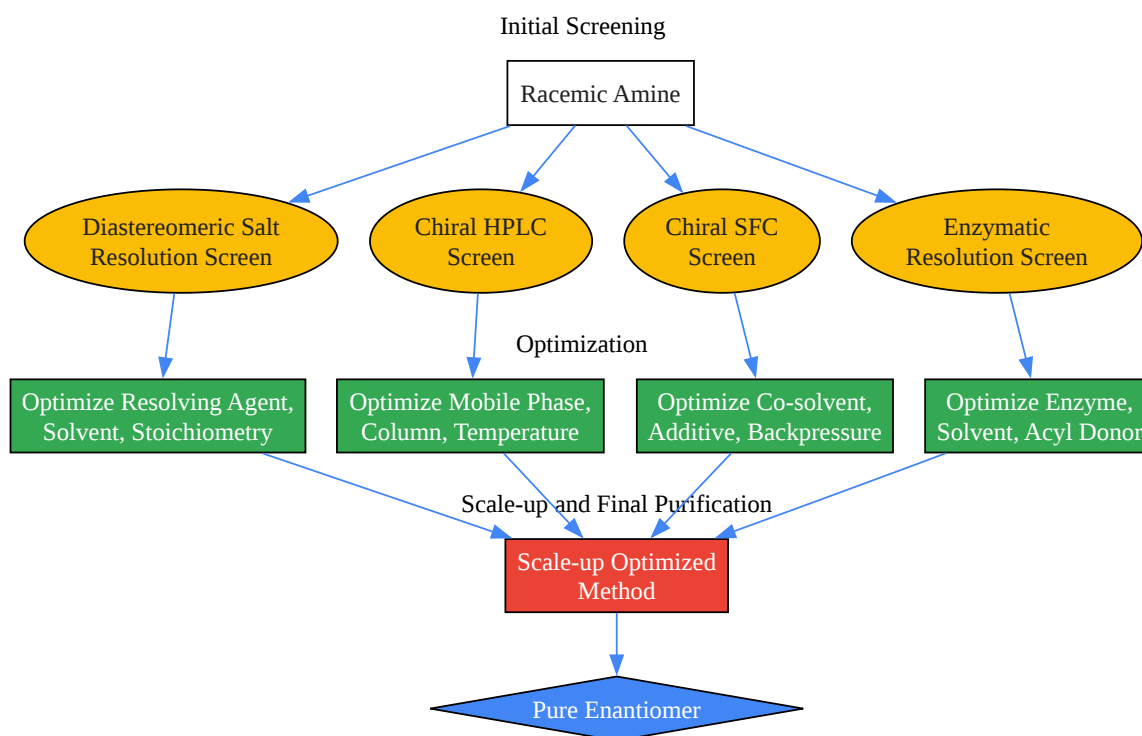 Initial Screening
Racemic Amine
Diastereomeric Salt
Resolution Screen
Chiral HPLC
Screen
Chiral SFC
Screen
Enzymatic
Resolution Screen
Optimization
Optimize Resolving Agent,
Solvent, Stoichiometry
Optimize Mobile Phase,
Column, Temperature
Optimize Co-solvent,
Additive, Backpressure
Optimize Enzyme,
Solvent, Acyl Donor
Scale-up and Final Purification
Scale-up Optimized
Method
Pure Enantiomer